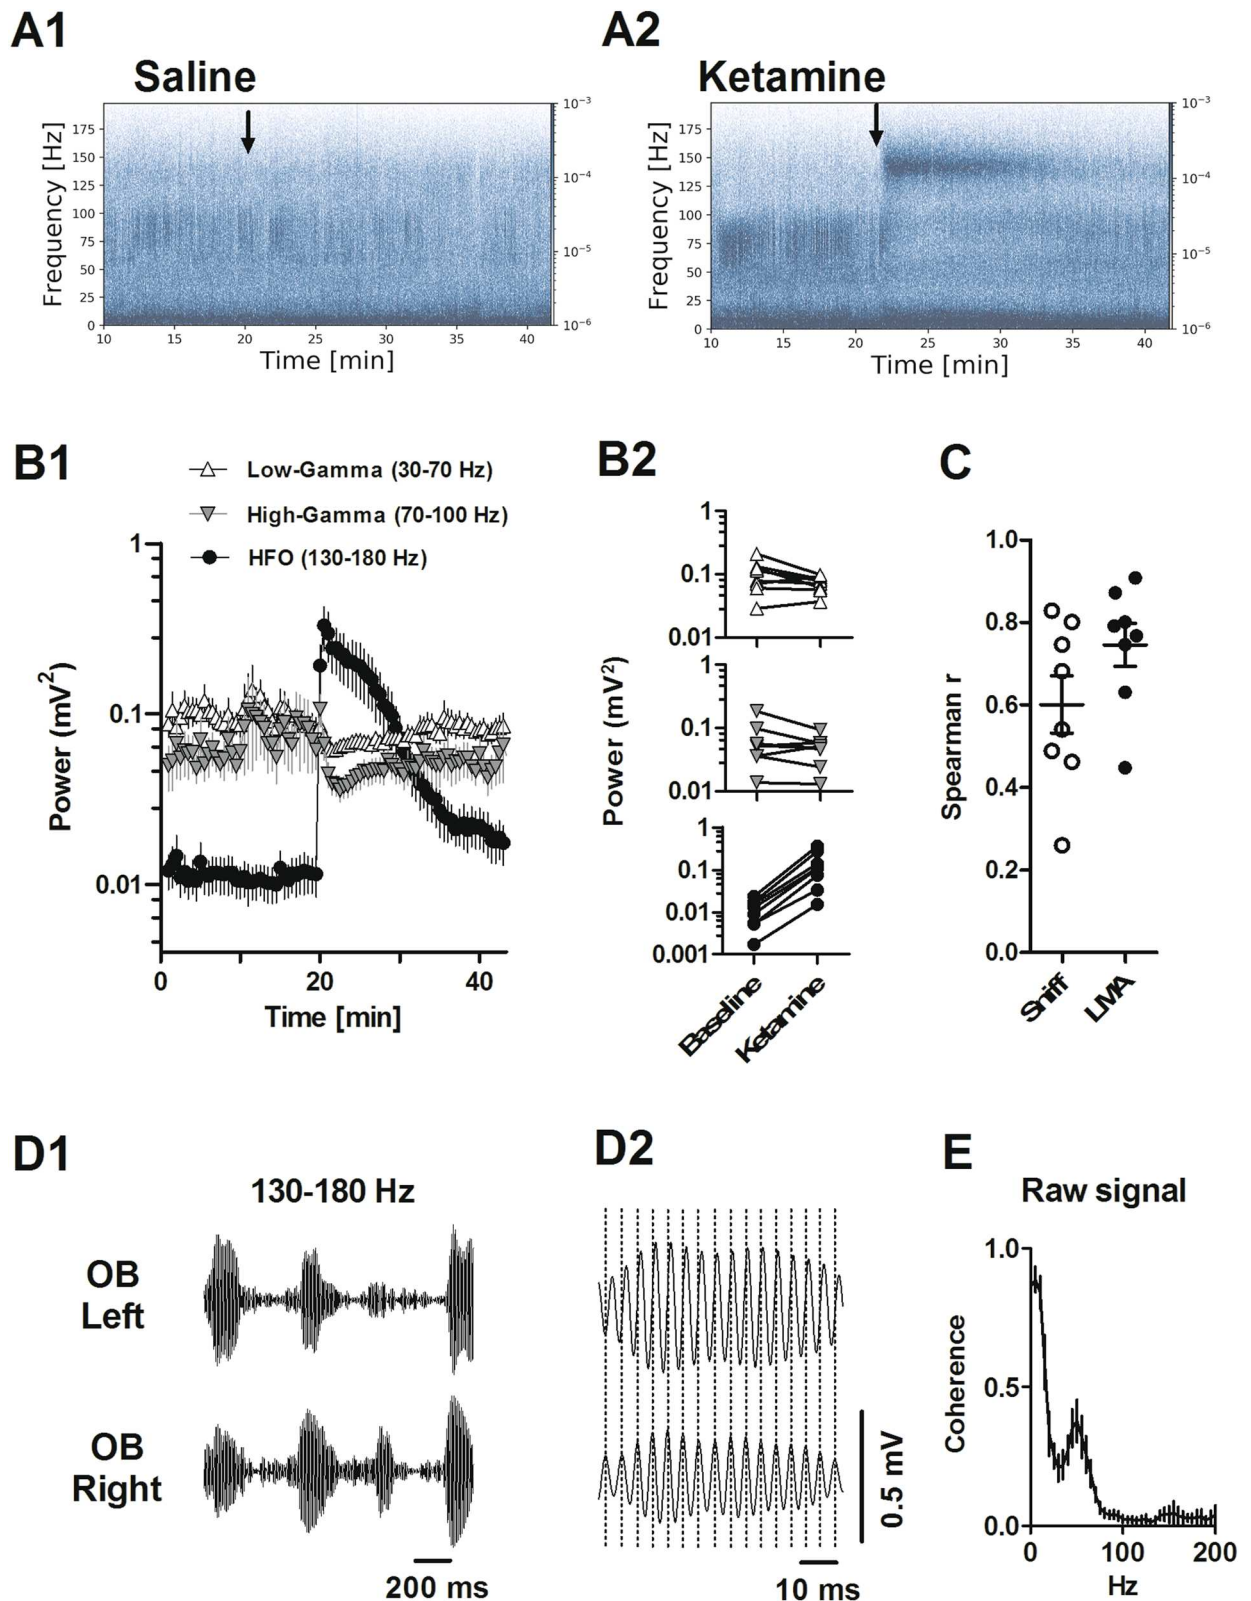 A1
A2
Saline
Ketamine
Frequency [Hz]
175
150
125
100
75
50
25
0
10
15
20
25
30
35
40
Time [min]
10⁻³
10⁻⁴
10⁻⁵
10⁻⁶
Frequency [Hz]
175
150
125
100
75
50
25
0
10
15
20
25
30
35
40
Time [min]
10⁻³
10⁻⁴
10⁻⁵
10⁻⁶
B1
Low-Gamma (30-70 Hz)
High-Gamma (70-100 Hz)
HFO (130-180 Hz)
Power (mV²)
1
0.1
0.01
0
20
40
Time [min]
B2
Power (mV²)
1
0.1
0.01
1
0.1
0.01
1
0.1
0.01
0.001
Baseline
Ketamine
C
Spearman r
1.0
0.8
0.6
0.4
0.2
0.0
Sniff
LMA
D1
130-180 Hz
OB
Left
OB
Right
200 ms
D2
0.5 mV
10 ms
E
Raw signal
Coherence
1.0
0.5
0.0
0
100
200
Hz